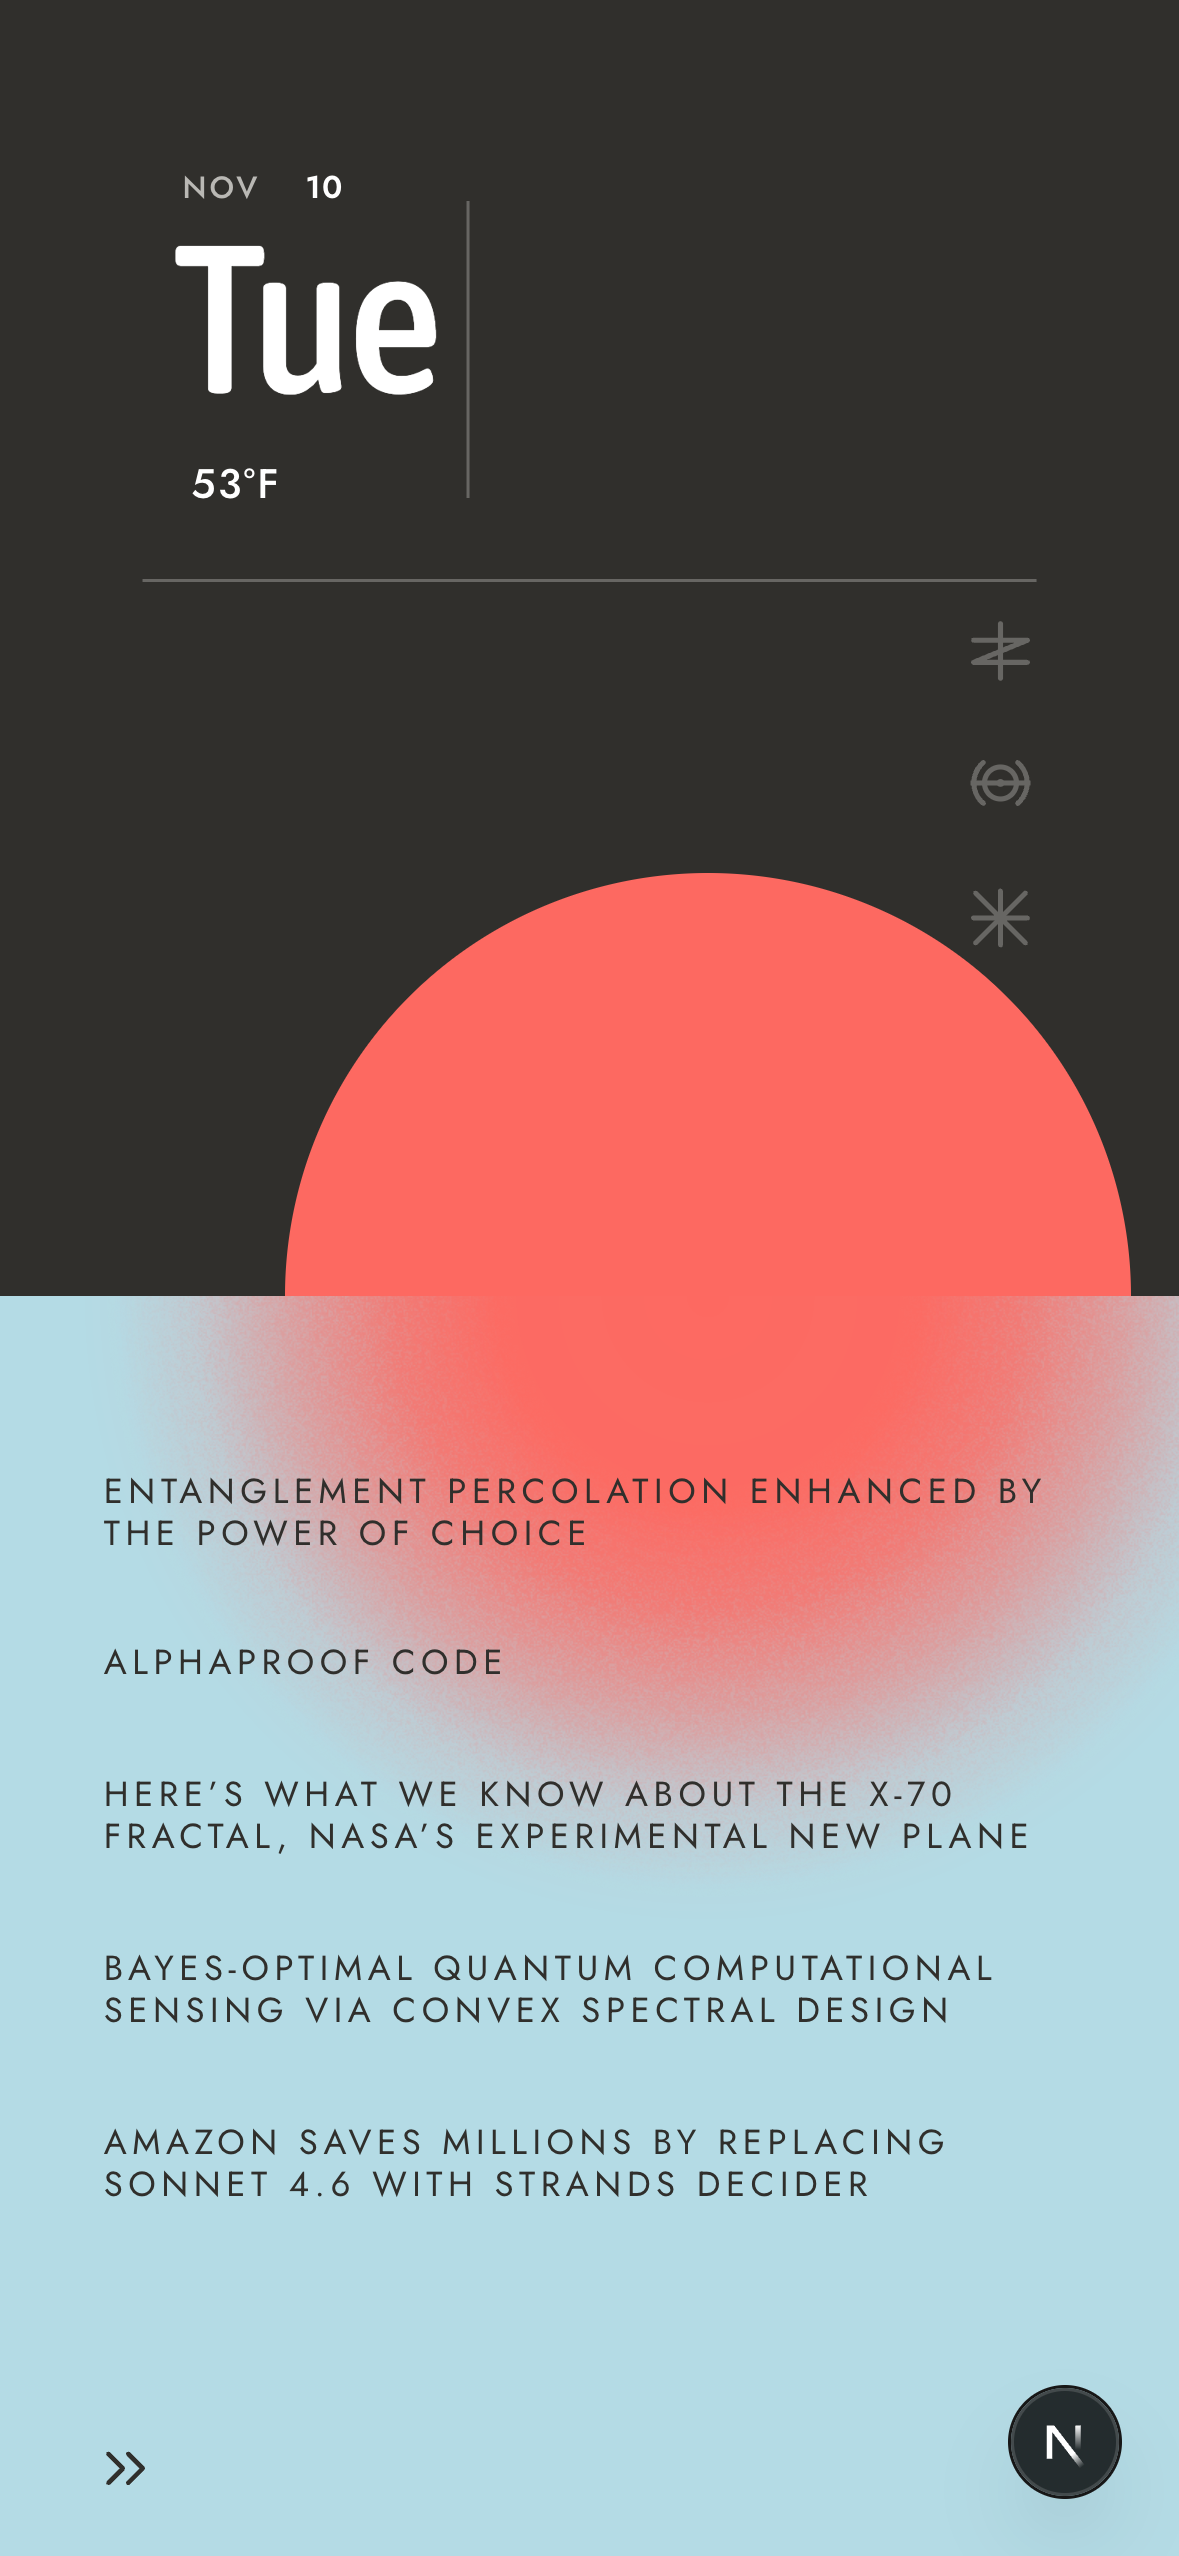 NOV 10
Tue
53°F
ENTANGLEMENT PERCOLATION ENHANCED BY
THE POWER OF CHOICE
ALPHAPROOF CODE
HERE’S WHAT WE KNOW ABOUT THE X-70
FRACTAL, NASA’S EXPERIMENTAL NEW PLANE
BAYES-OPTIMAL QUANTUM COMPUTATIONAL
SENSING VIA CONVEX SPECTRAL DESIGN
AMAZON SAVES MILLIONS BY REPLACING
SONNET 4.6 WITH STRANDS DECIDER
N